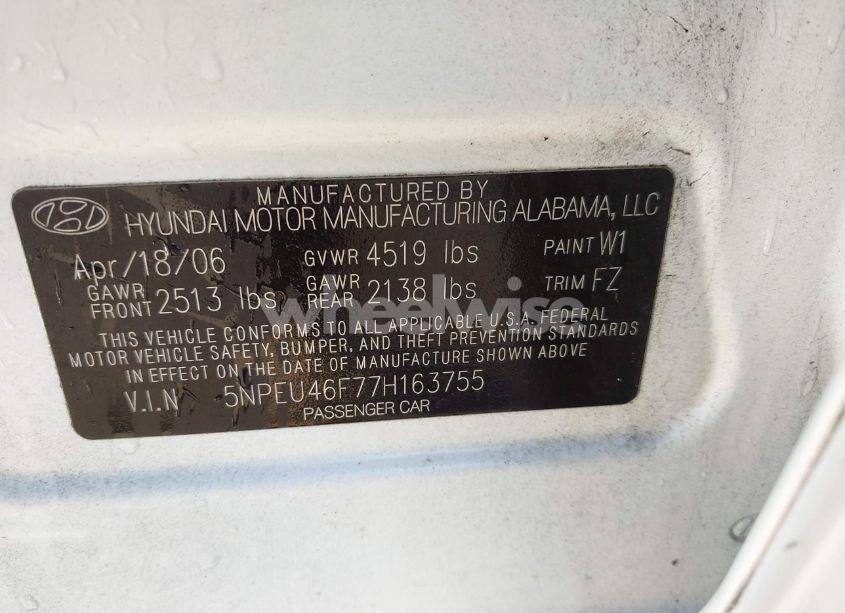 MANUFACTURED BY
HYUNDAI MOTOR MANUFACTURING ALABAMA, LLC
Apr/18/06 GVWR 4519 lbs PAINT W1
GAWR FRONT 2513 lbs GAWR REAR 2138 lbs TRIM FZ
wheelwise
THIS VEHICLE CONFORMS TO ALL APPLICABLE U.S.A. FEDERAL
MOTOR VEHICLE SAFETY, BUMPER, AND THEFT PREVENTION STANDARDS
IN EFFECT ON THE DATE OF MANUFACTURE SHOWN ABOVE
V.I.N 5NPEU46F77H163755
PASSENGER CAR